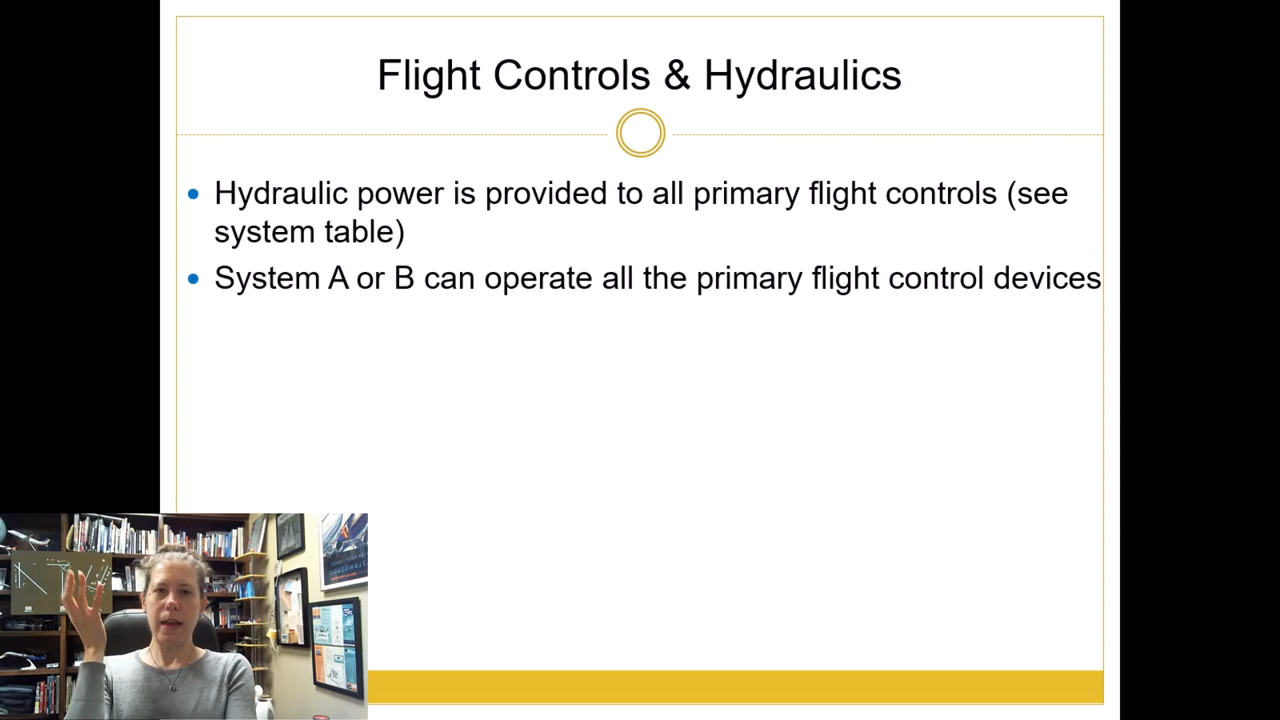 Flight Controls & Hydraulics
Hydraulic power is provided to all primary flight controls (see
system table)
System A or B can operate all the primary flight control devices